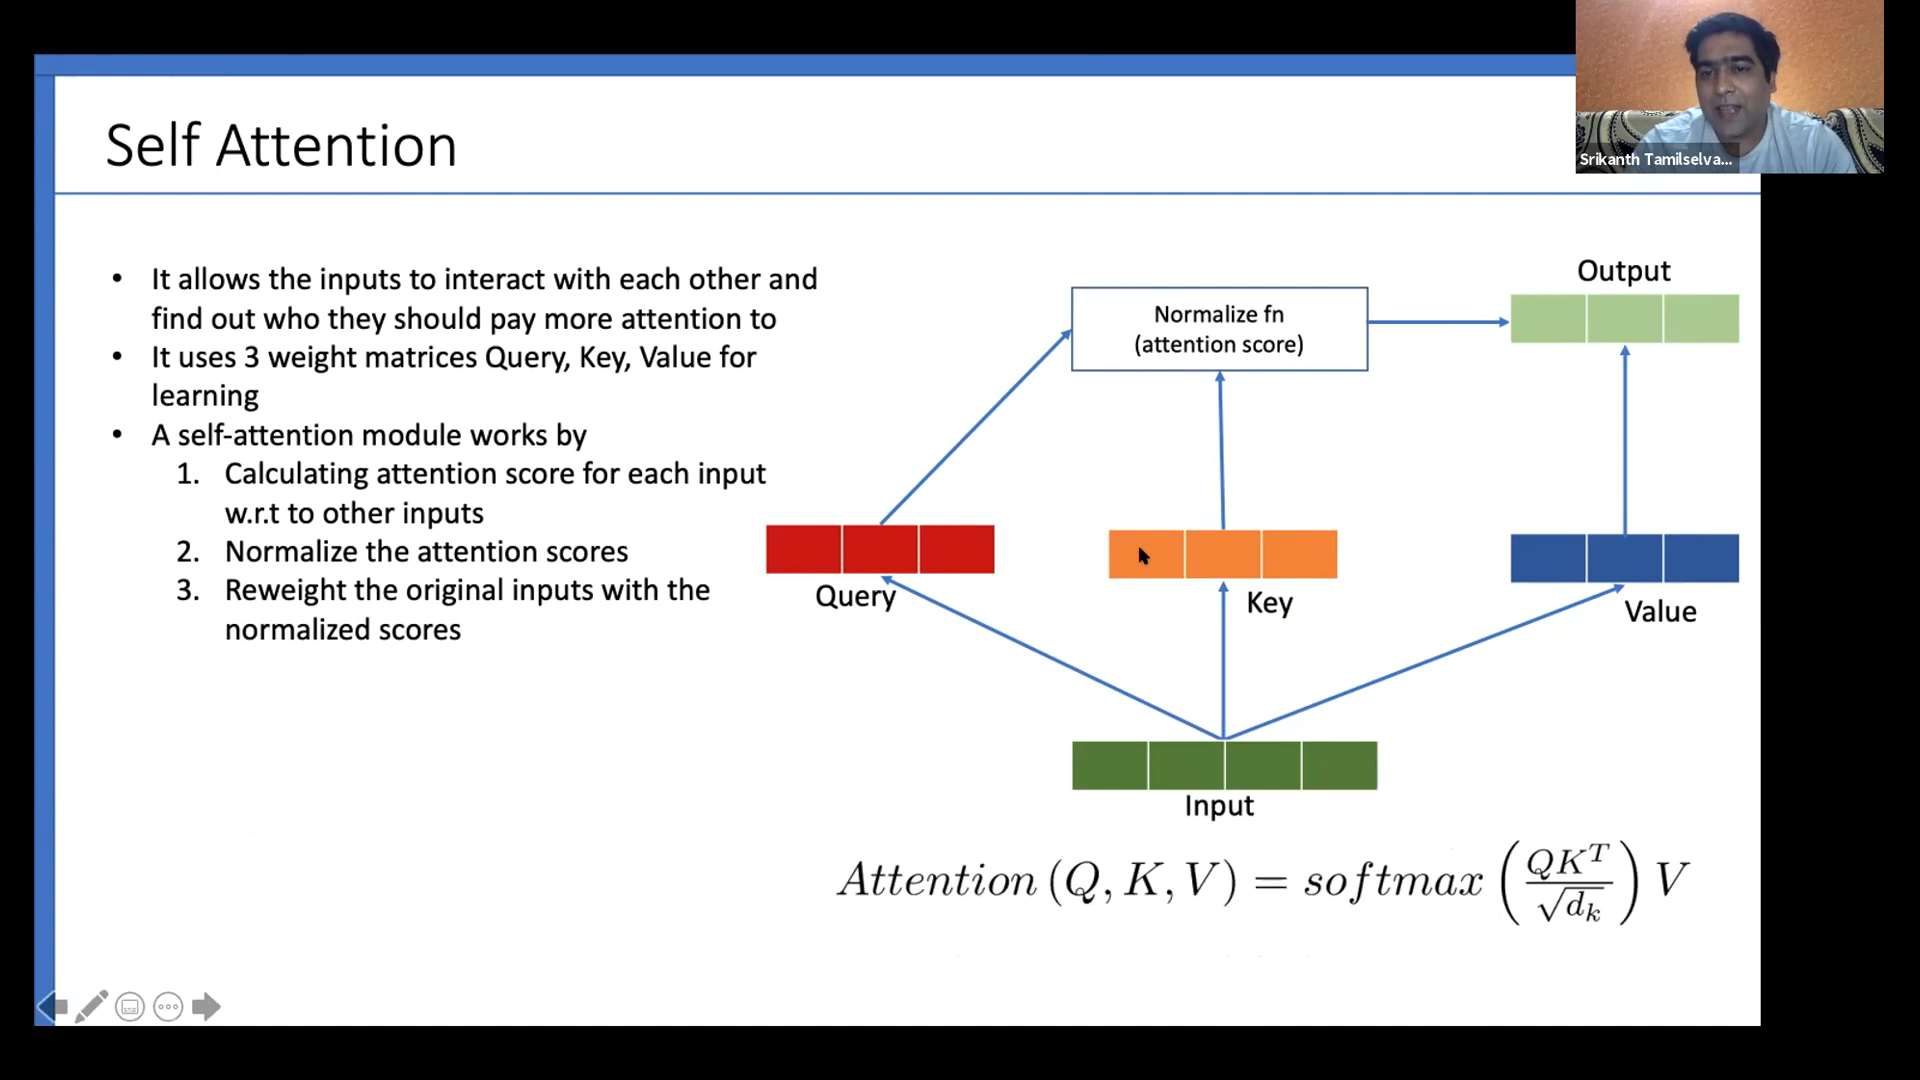 Srikanth Tamilselva...
Self Attention
• It allows the inputs to interact with each other and
find out who they should pay more attention to
• It uses 3 weight matrices Query, Key, Value for
learning
• A self-attention module works by
1. Calculating attention score for each input
w.r.t to other inputs
2. Normalize the attention scores
3. Reweight the original inputs with the
normalized scores
Output
Normalize fn
(attention score)
Query
Key
Value
Input
Attention (Q, K, V) = softmax (QK^T / √d_k) V